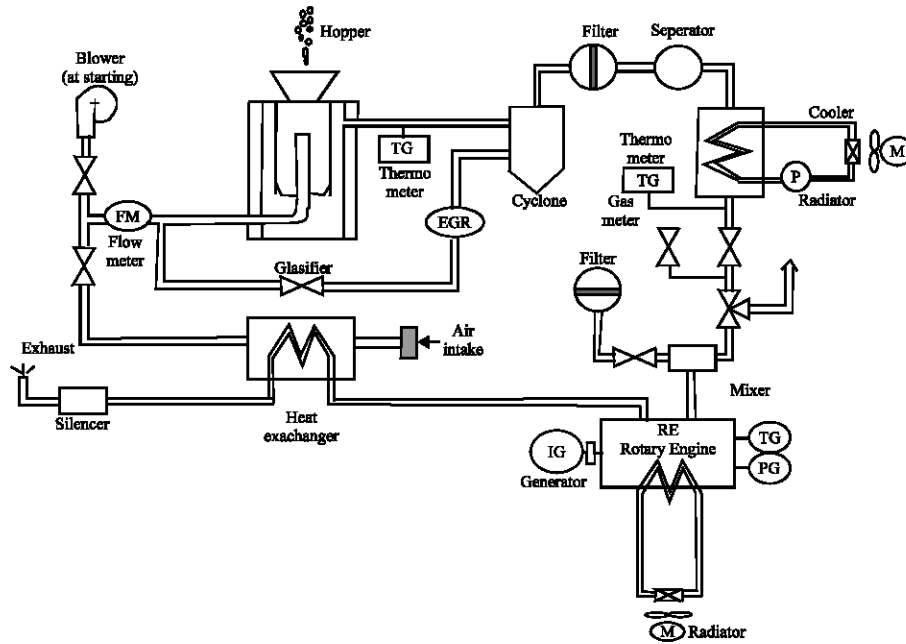 Hopper
Blower
(at starting)
Filter
Seperator
Cooler
M
P
Radiator
Thermo
meter
TG
Gas
meter
TG
Thermo
meter
Cyclone
EGR
FM
Flow
meter
Glasifier
Filter
Air
intake
Exhaust
Silencer
Heat
exachanger
Mixer
RE
Rotary Engine
IG
Generator
TG
PG
M
Radiator